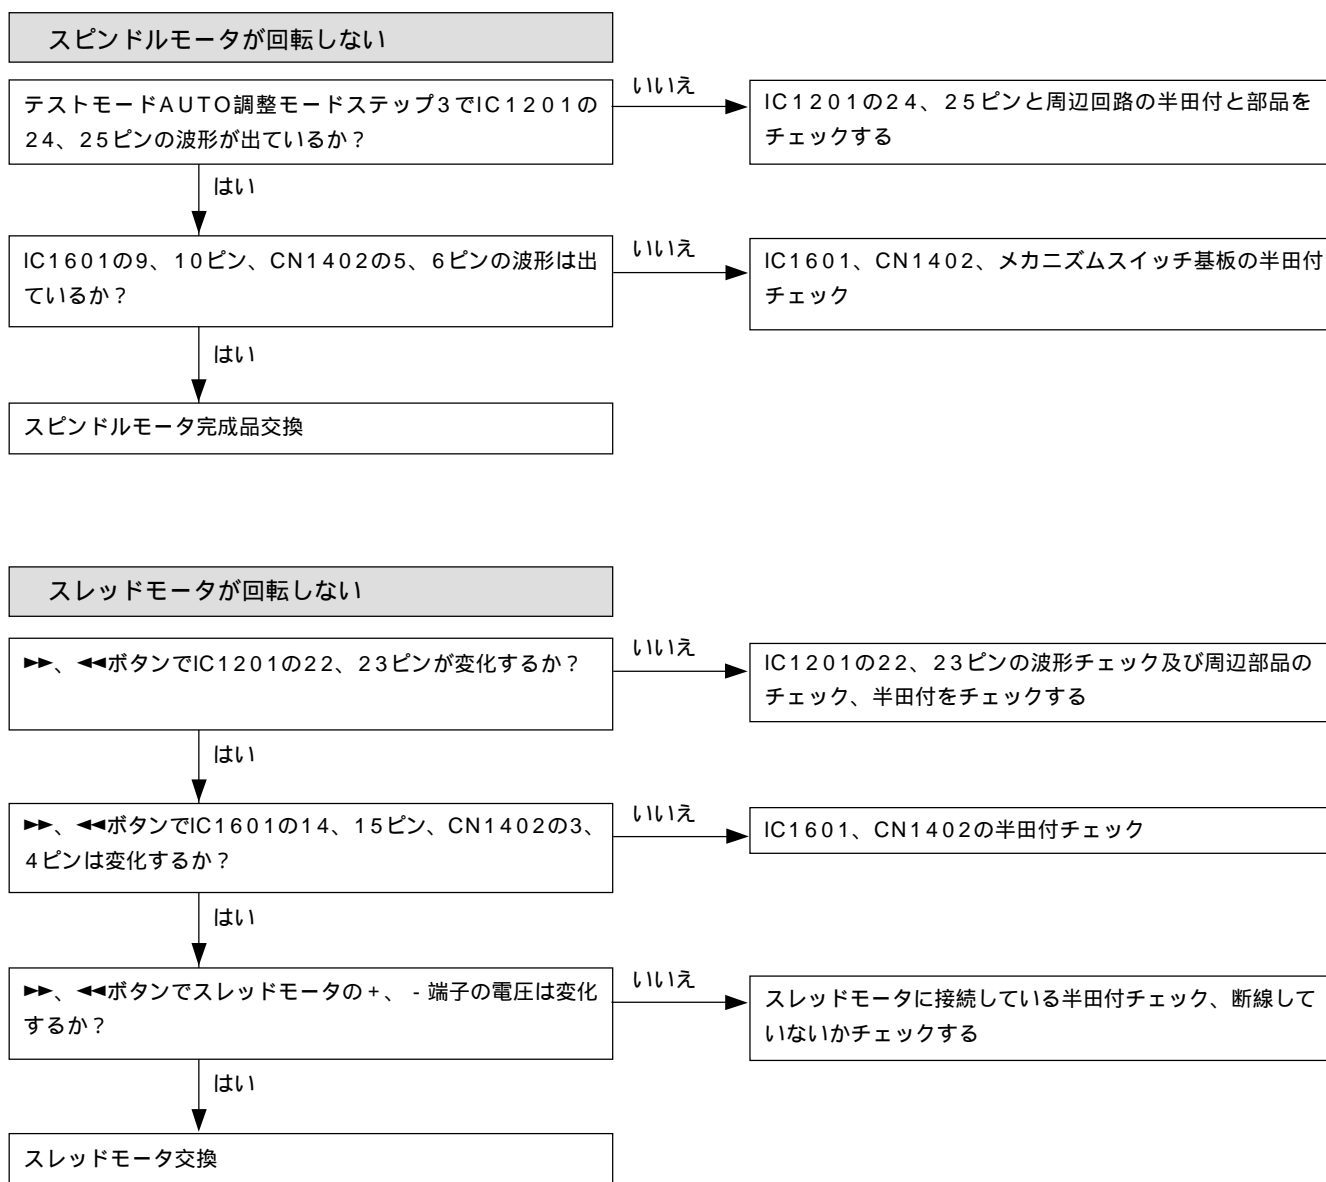 スピンドルモータが回転しない
テストモードAUTO調整モードステップ3でIC1201の
24、25ピンの波形が出ているか？
いいえ
IC1201の24、25ピンと周辺回路の半田付と部品を
チェックする
はい
IC1601の9、10ピン、CN1402の5、6ピンの波形は出
ているか？
いいえ
IC1601、CN1402、メカニズムスイッチ基板の半田付
チェック
はい
スピンドルモータ完成品交換
スレッドモータが回転しない
►►、◄◄ボタンでIC1201の22、23ピンが変化するか？
いいえ
IC1201の22、23ピンの波形チェック及び周辺部品の
チェック、半田付をチェックする
はい
►►、◄◄ボタンでIC1601の14、15ピン、CN1402の3、
4ピンは変化するか？
いいえ
IC1601、CN1402の半田付チェック
はい
►►、◄◄ボタンでスレッドモータの+、-端子の電圧は変化
するか？
いいえ
スレッドモータに接続している半田付チェック、断線して
いないかチェックする
はい
スレッドモータ交換